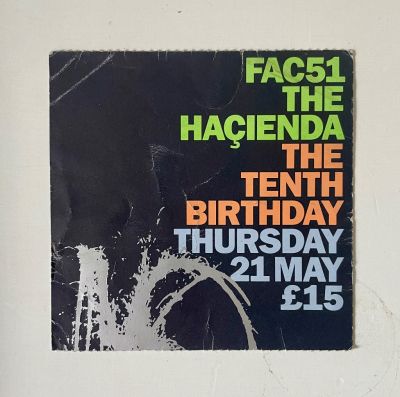 FAC51
THE
HAÇIENDA
THE
TENTH
BIRTHDAY
THURSDAY
21 MAY
£15